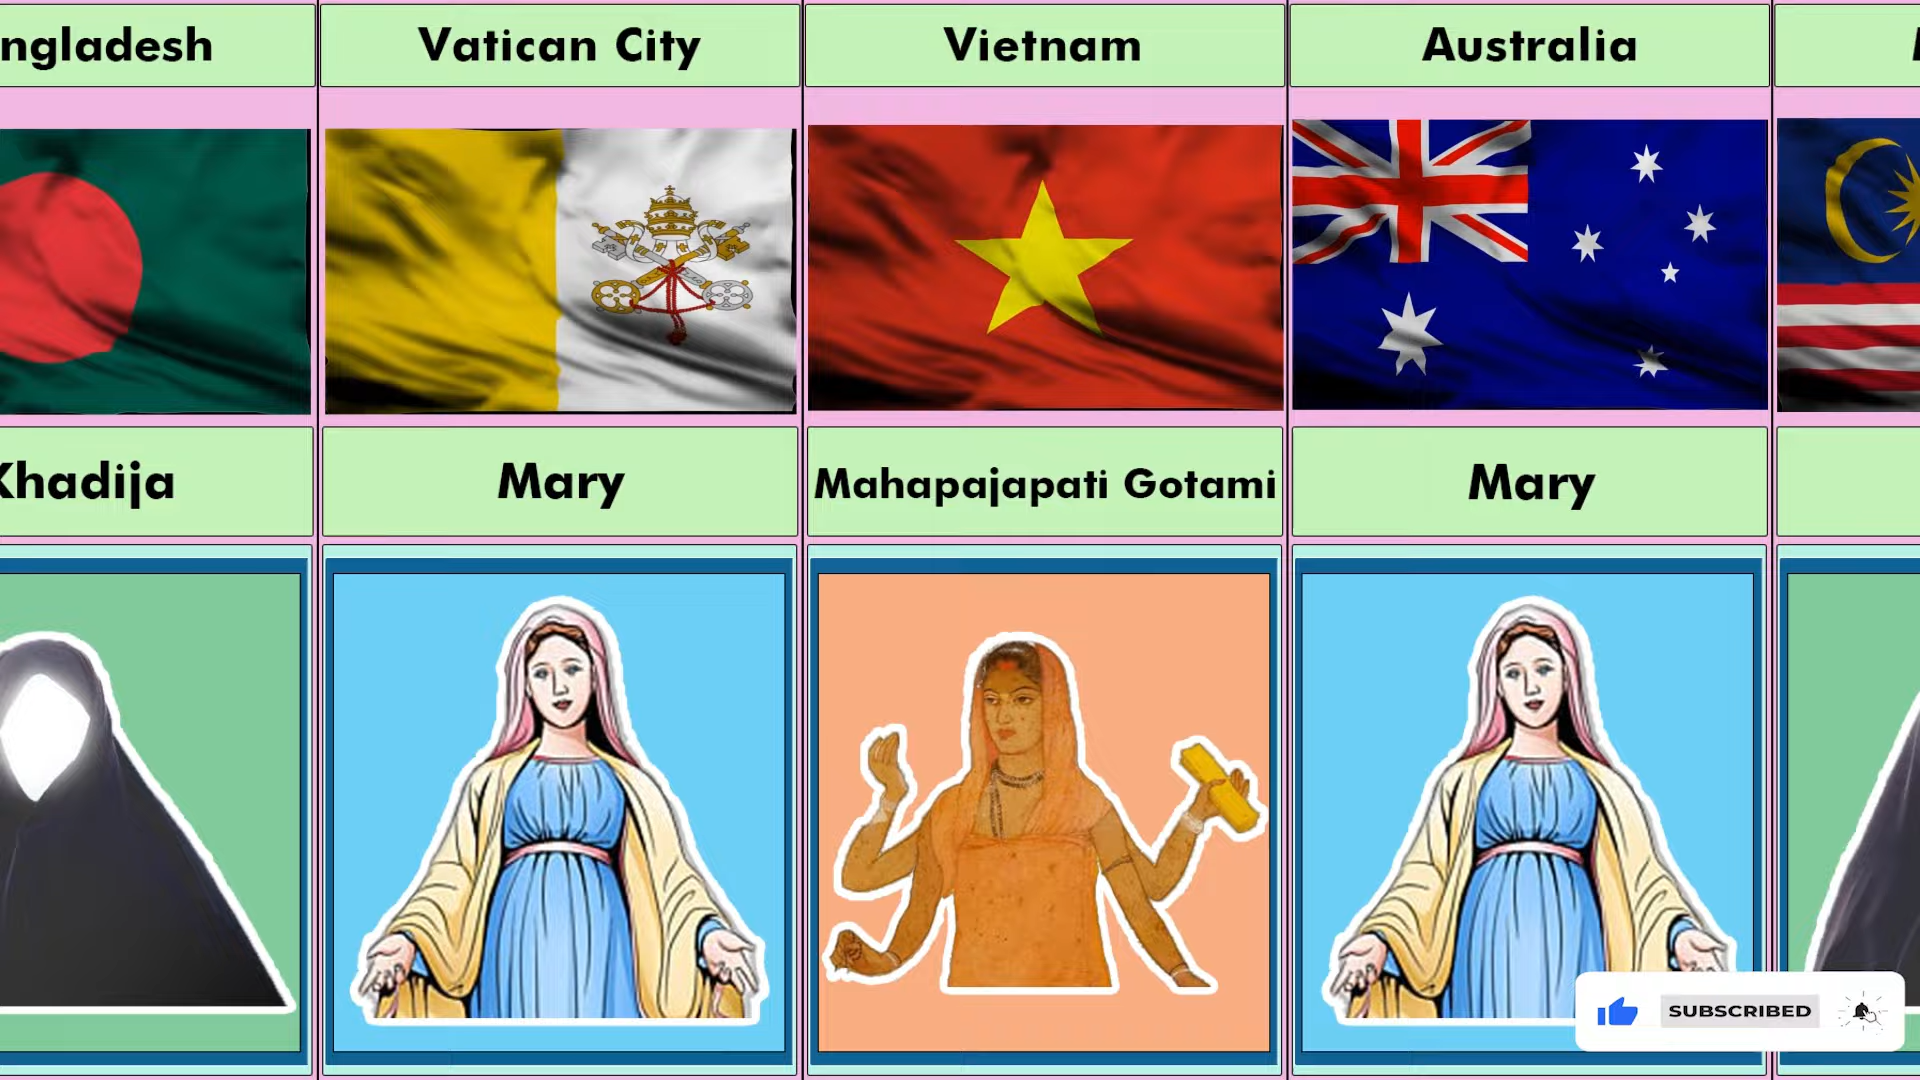 ngladesh
Vatican City
Vietnam
Australia
Khadija
Mary
Mahapajapati Gotami
Mary
SUBSCRIBED